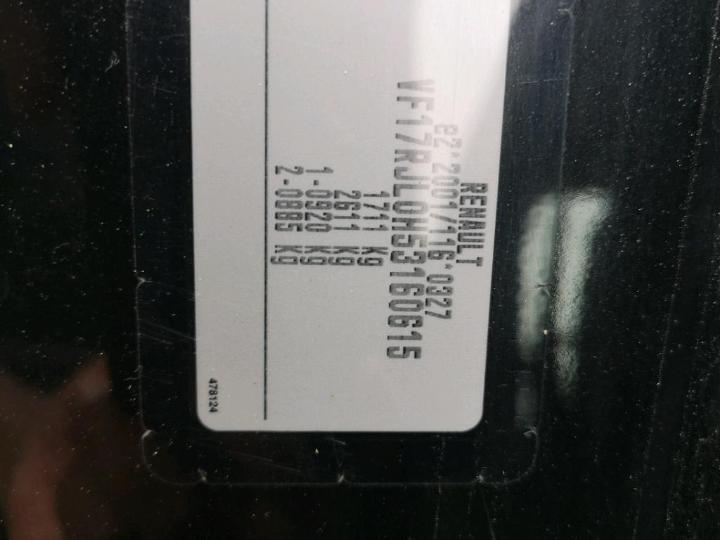 RENAULT
e2*2001/116*0327
VF17RJL0H53160615
1711 Kg
2611 Kg
1-0920 Kg
2-0885 Kg
478124